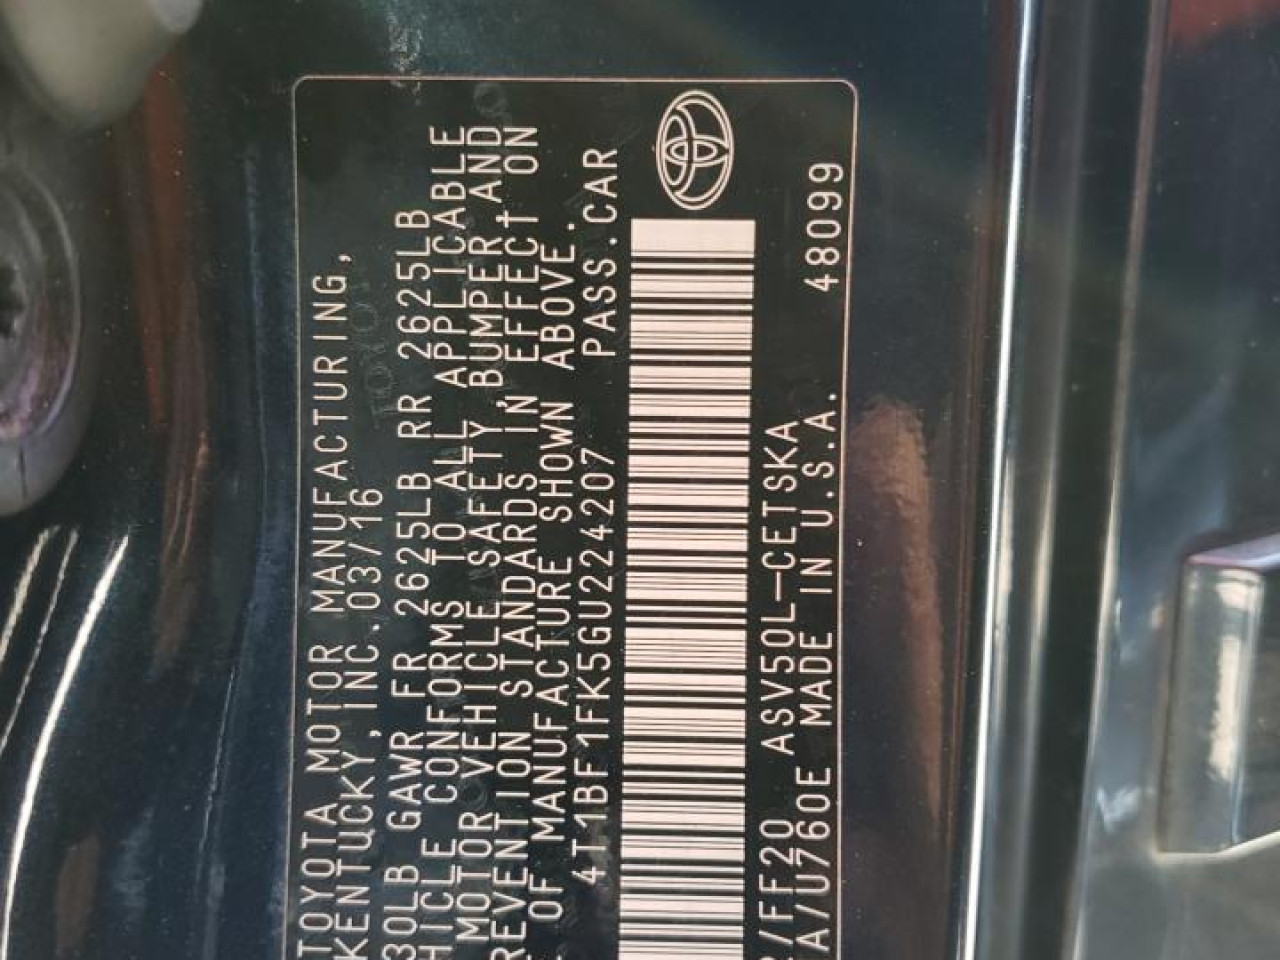 TOYOTA MOTOR MANUFACTURING,
KENTUCKY, INC. 03/16
30LB GAWR FR 2625LB RR 2625LB
HICLE CONFORMS TO ALL APPLICABLE
MOTOR VEHICLE SAFETY, BUMPER, AND
REVENTION STANDARDS IN EFFECT ON
OF MANUFACTURE SHOWN ABOVE.
4T1BF1FK5GU224207 PASS.CAR
/FF20 ASV50L-CETSKA
A/U760E MADE IN U.S.A. 48099